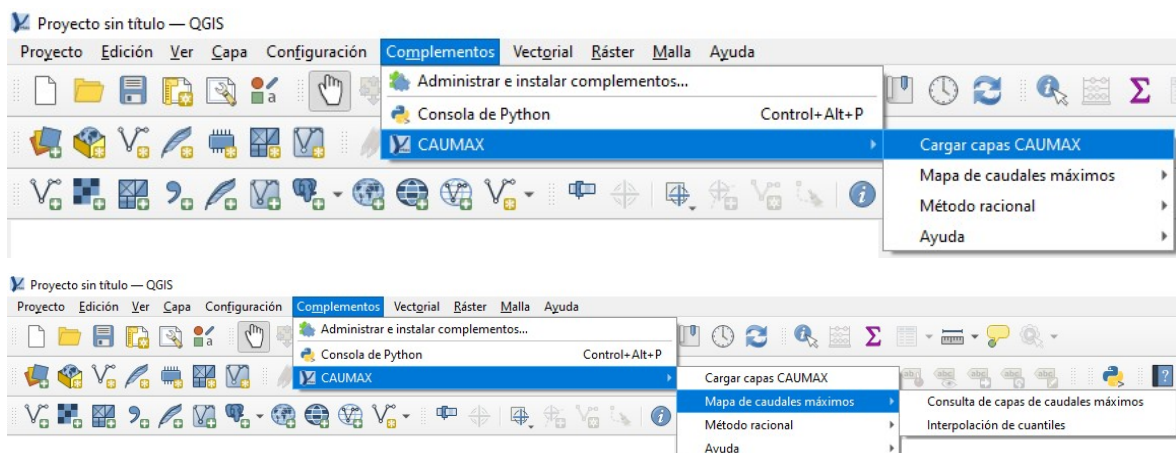 Proyecto sin título — QGIS
Proyecto Edición Ver Capa Configuración Complementos Vectorial Ráster Malla Ayuda
Administrar e instalar complementos...
Consola de Python Control+Alt+P
CAUMAX Cargar capas CAUMAX
Mapa de caudales máximos
Método racional
Ayuda
Proyecto sin título — QGIS
Proyecto Edición Ver Capa Configuración Complementos Vectorial Ráster Malla Ayuda
Administrar e instalar complementos...
Consola de Python Control+Alt+P
CAUMAX Cargar capas CAUMAX
Mapa de caudales máximos Consulta de capas de caudales máximos
Método racional Interpolación de cuantiles
Ayuda